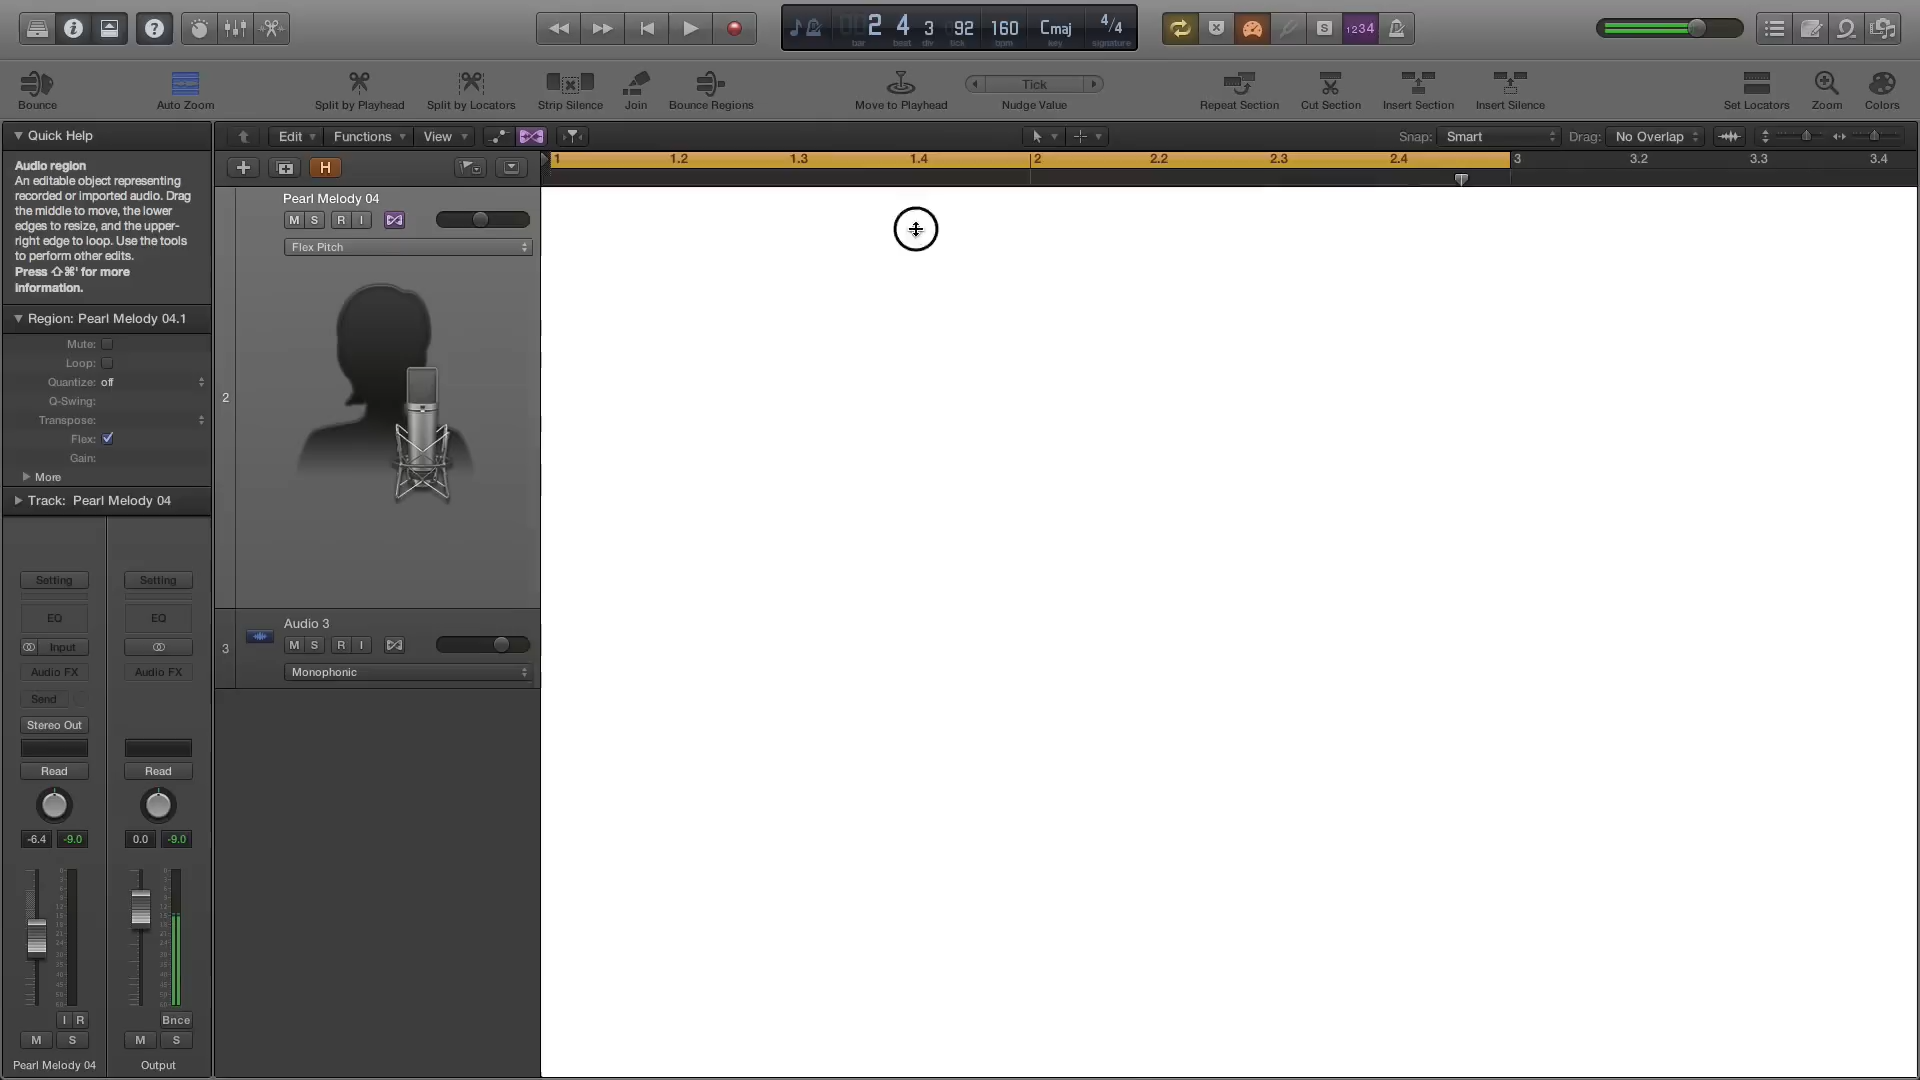 2 4 3 92 160 Cmaj 4/4
bar beat div tick bpm key signature
S 1234
Bounce Auto Zoom Split by Playhead Split by Locators Strip Silence Join Bounce Regions Move to Playhead Tick Nudge Value Repeat Section Cut Section Insert Section Insert Silence Set Locators Zoom Colors
Quick Help
Edit Functions View Snap: Smart Drag: No Overlap
H
1 1.2 1.3 1.4 2 2.2 2.3 2.4 3 3.2 3.3 3.4
Audio region
An editable object representing
recorded or imported audio. Drag
the middle to move, the lower
edges to resize, and the upper-
right edge to loop. Use the tools
to perform other edits.
Press ⇧⌘' for more
information.
Region: Pearl Melody 04.1
Mute:
Loop:
Quantize: off
Q-Swing:
Transpose:
Flex:
Gain:
More
Track: Pearl Melody 04
Setting Setting
EQ EQ
Input
Audio FX Audio FX
Send
Stereo Out
Read Read
-6.4 -9.0 0.0 -9.0
I R Bnce
M S M S
Pearl Melody 04 Output
2
Pearl Melody 04
M S R I
Flex Pitch
3
Audio 3
M S R I
Monophonic